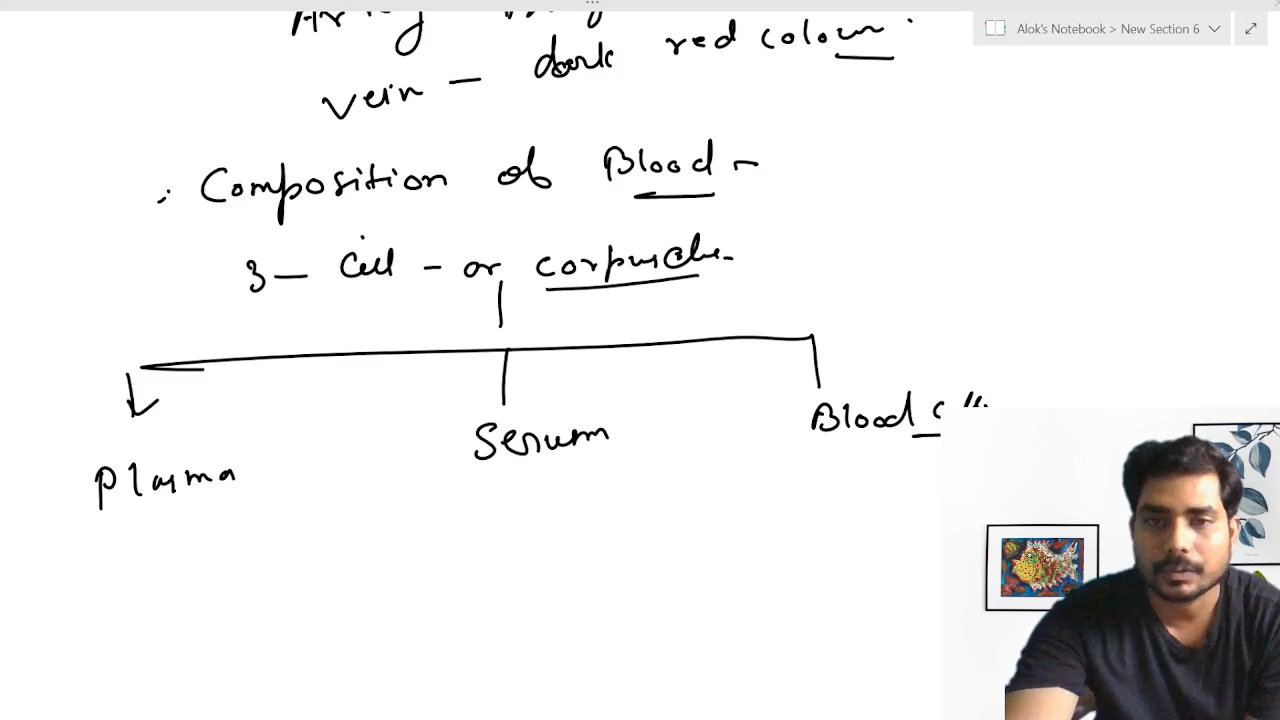 Alok's Notebook > New Section 6
vein - dark red colour.
Composition of Blood -
3 - Cell - or corpuscle -
Plasma
Serum
Blood